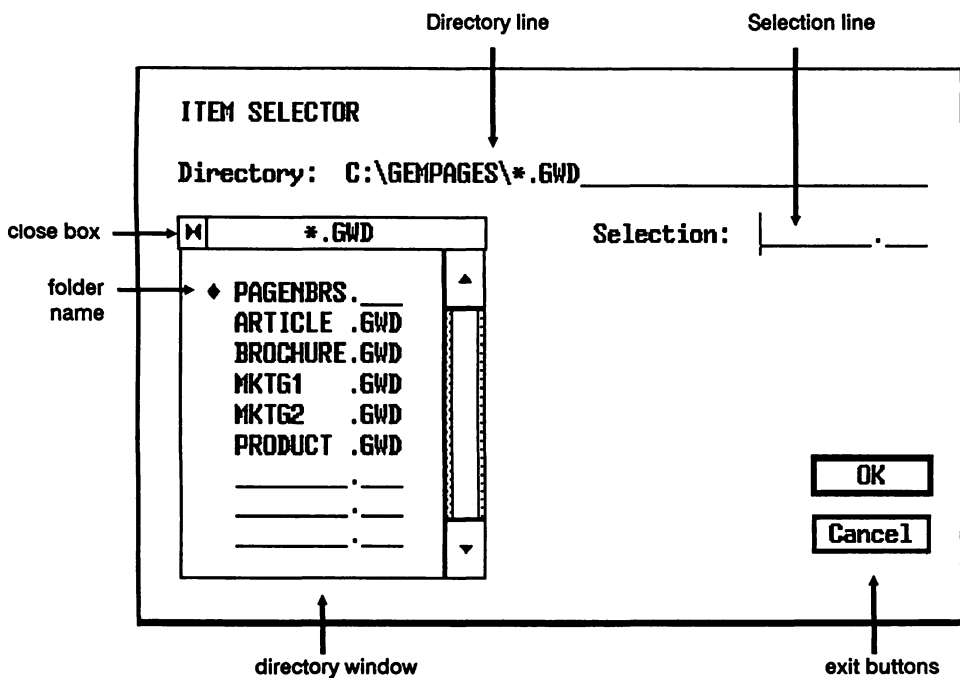 Directory line
Selection line
ITEM SELECTOR
Directory: C:\GEMPAGES\*.GWD
close box
*.GWD
Selection: .
folder
name
♦ PAGENBRS.
ARTICLE .GWD
BROCHURE.GWD
MKTG1 .GWD
MKTG2 .GWD
PRODUCT .GWD
OK
Cancel
directory window
exit buttons